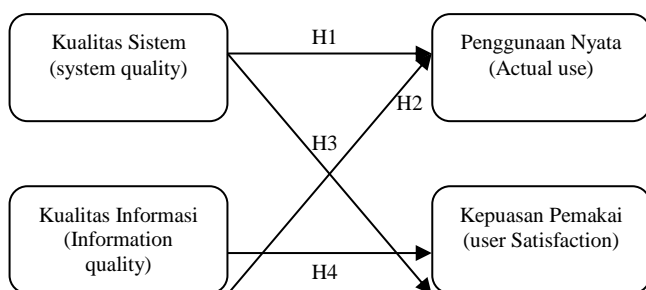 Kualitas Sistem
(system quality)
H1
Penggunaan Nyata
(Actual use)
H2
H3
Kualitas Informasi
(Information
quality)
H4
Kepuasan Pemakai
(user Satisfaction)